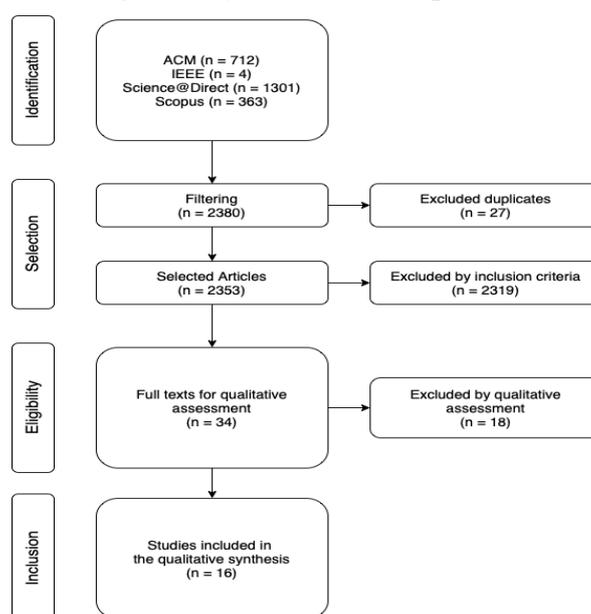 Identification
ACM (n = 712)
IEEE (n = 4)
Science@Direct (n = 1301)
Scopus (n = 363)
Selection
Filtering
(n = 2380)
Excluded duplicates
(n = 27)
Selected Articles
(n = 2353)
Excluded by inclusion criteria
(n = 2319)
Eligibility
Full texts for qualitative
assessment
(n = 34)
Excluded by qualitative
assessment
(n = 18)
Inclusion
Studies included in
the qualitative synthesis
(n = 16)